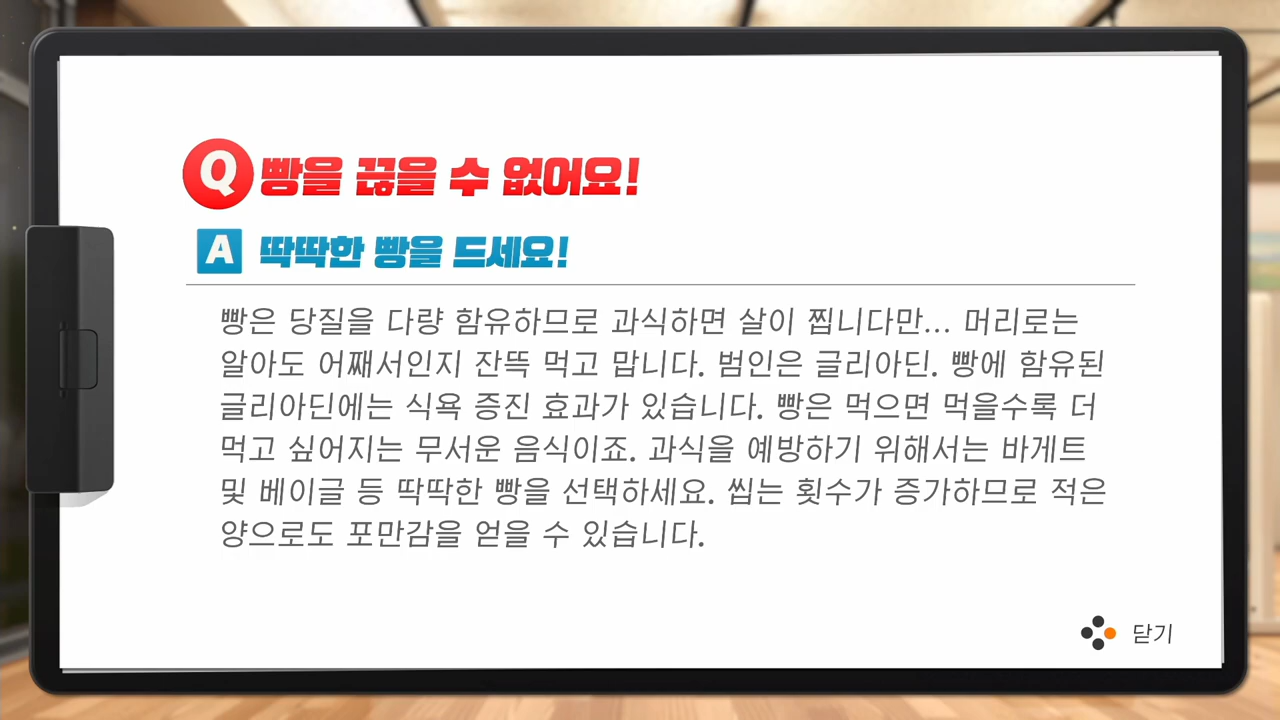 Q 빵을 끊을 수 없어요!
A 딱딱한 빵을 드세요!
빵은 당질을 다량 함유하므로 과식하면 살이 찝니다만... 머리로는
알아도 어째서인지 잔뜩 먹고 맙니다. 범인은 글리아딘. 빵에 함유된
글리아딘에는 식욕 증진 효과가 있습니다. 빵은 먹으면 먹을수록 더
먹고 싶어지는 무서운 음식이죠. 과식을 예방하기 위해서는 바게트
및 베이글 등 딱딱한 빵을 선택하세요. 씹는 횟수가 증가하므로 적은
양으로도 포만감을 얻을 수 있습니다.
닫기